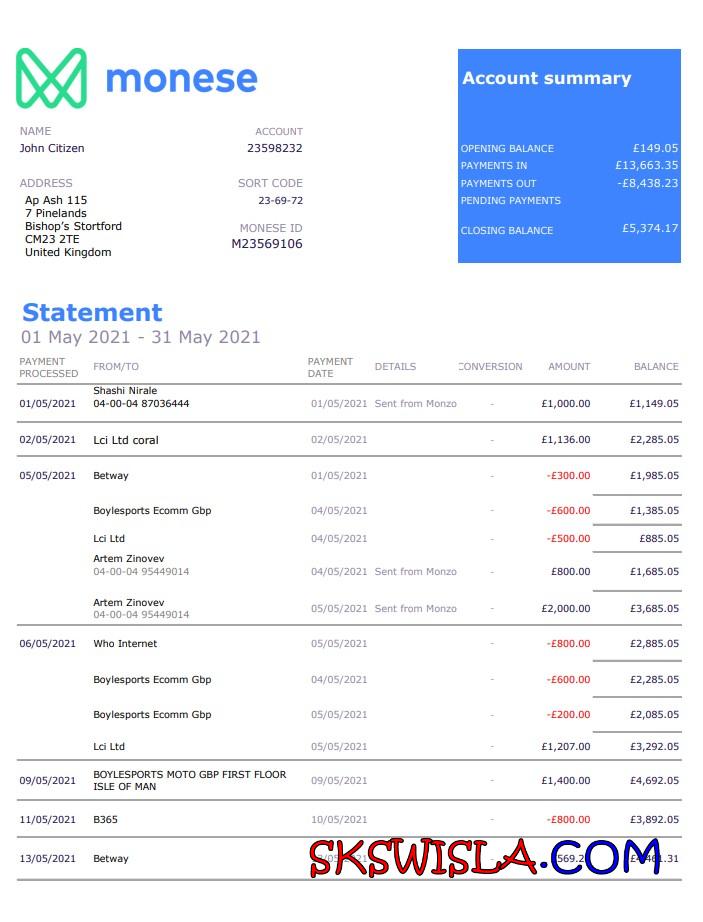 monese
Account summary
NAME
ACCOUNT
John Citizen
23598232
OPENING BALANCE £149.05
PAYMENTS IN £13,663.35
ADDRESS
SORT CODE
PAYMENTS OUT -£8,438.23
Ap Ash 115
23-69-72
PENDING PAYMENTS
7 Pinelands
Bishop's Stortford
MONESE ID
CLOSING BALANCE £5,374.17
CM23 2TE
M23569106
United Kingdom
Statement
01 May 2021 - 31 May 2021
PAYMENT PROCESSED FROM/TO PAYMENT DATE DETAILS CONVERSION AMOUNT BALANCE
Shashi Nirale
01/05/2021 04-00-04 87036444 01/05/2021 Sent from Monzo - £1,000.00 £1,149.05
02/05/2021 Lci Ltd coral 02/05/2021 - £1,136.00 £2,285.05
05/05/2021 Betway 01/05/2021 - -£300.00 £1,985.05
Boylesports Ecomm Gbp 04/05/2021 - -£600.00 £1,385.05
Lci Ltd 04/05/2021 - -£500.00 £885.05
Artem Zinovev
04-00-04 95449014 04/05/2021 Sent from Monzo - £800.00 £1,685.05
Artem Zinovev
04-00-04 95449014 05/05/2021 Sent from Monzo - £2,000.00 £3,685.05
06/05/2021 Who Internet 05/05/2021 - -£800.00 £2,885.05
Boylesports Ecomm Gbp 04/05/2021 - -£600.00 £2,285.05
Boylesports Ecomm Gbp 05/05/2021 - -£200.00 £2,085.05
Lci Ltd 05/05/2021 - £1,207.00 £3,292.05
09/05/2021 BOYLESPORTS MOTO GBP FIRST FLOOR 09/05/2021 - £1,400.00 £4,692.05
ISLE OF MAN
11/05/2021 B365 10/05/2021 - -£800.00 £3,892.05
13/05/2021 Betway
SKSWISLA.COM